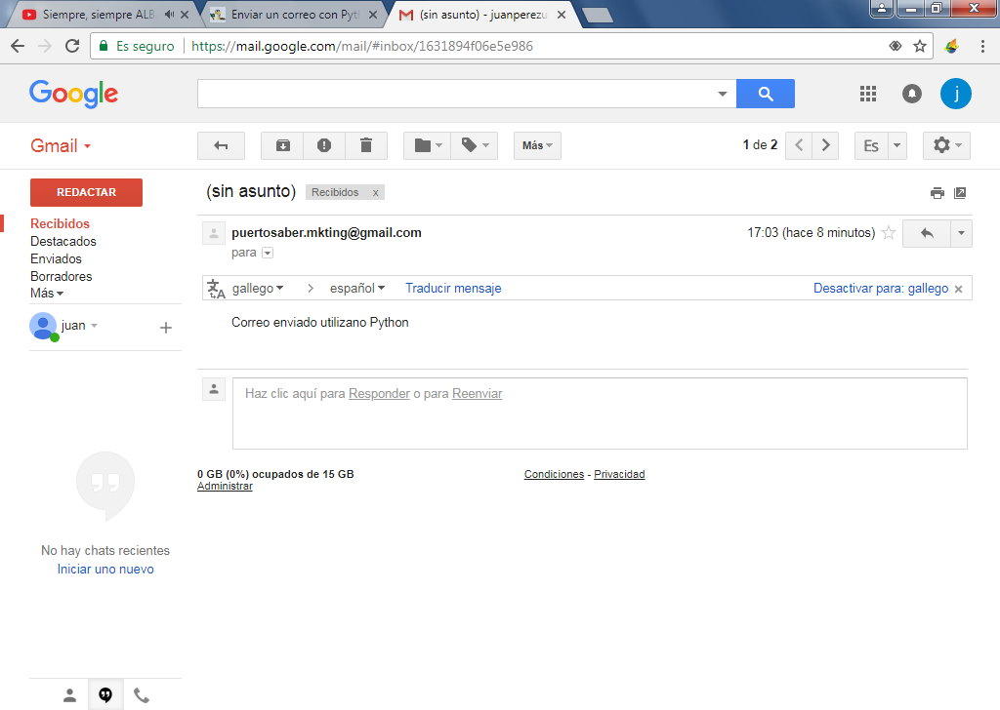 Siempre, siempre ALB
Enviar un correo con Pyt
(sin asunto) - juanperezu
Es seguro
https://mail.google.com/mail/#inbox/1631894f06e5e986
Google
j
Gmail
Más
1 de 2
Es
REDACTAR
(sin asunto)
Recibidos x
Recibidos
Destacados
Enviados
Borradores
Más
puertosaber.mkting@gmail.com
17:03 (hace 8 minutos)
para
gallego
español
Traducir mensaje
Desactivar para: gallego
juan
Correo enviado utilizano Python
Haz clic aquí para Responder o para Reenviar
0 GB (0%) ocupados de 15 GB
Administrar
Condiciones - Privacidad
No hay chats recientes
Iniciar uno nuevo